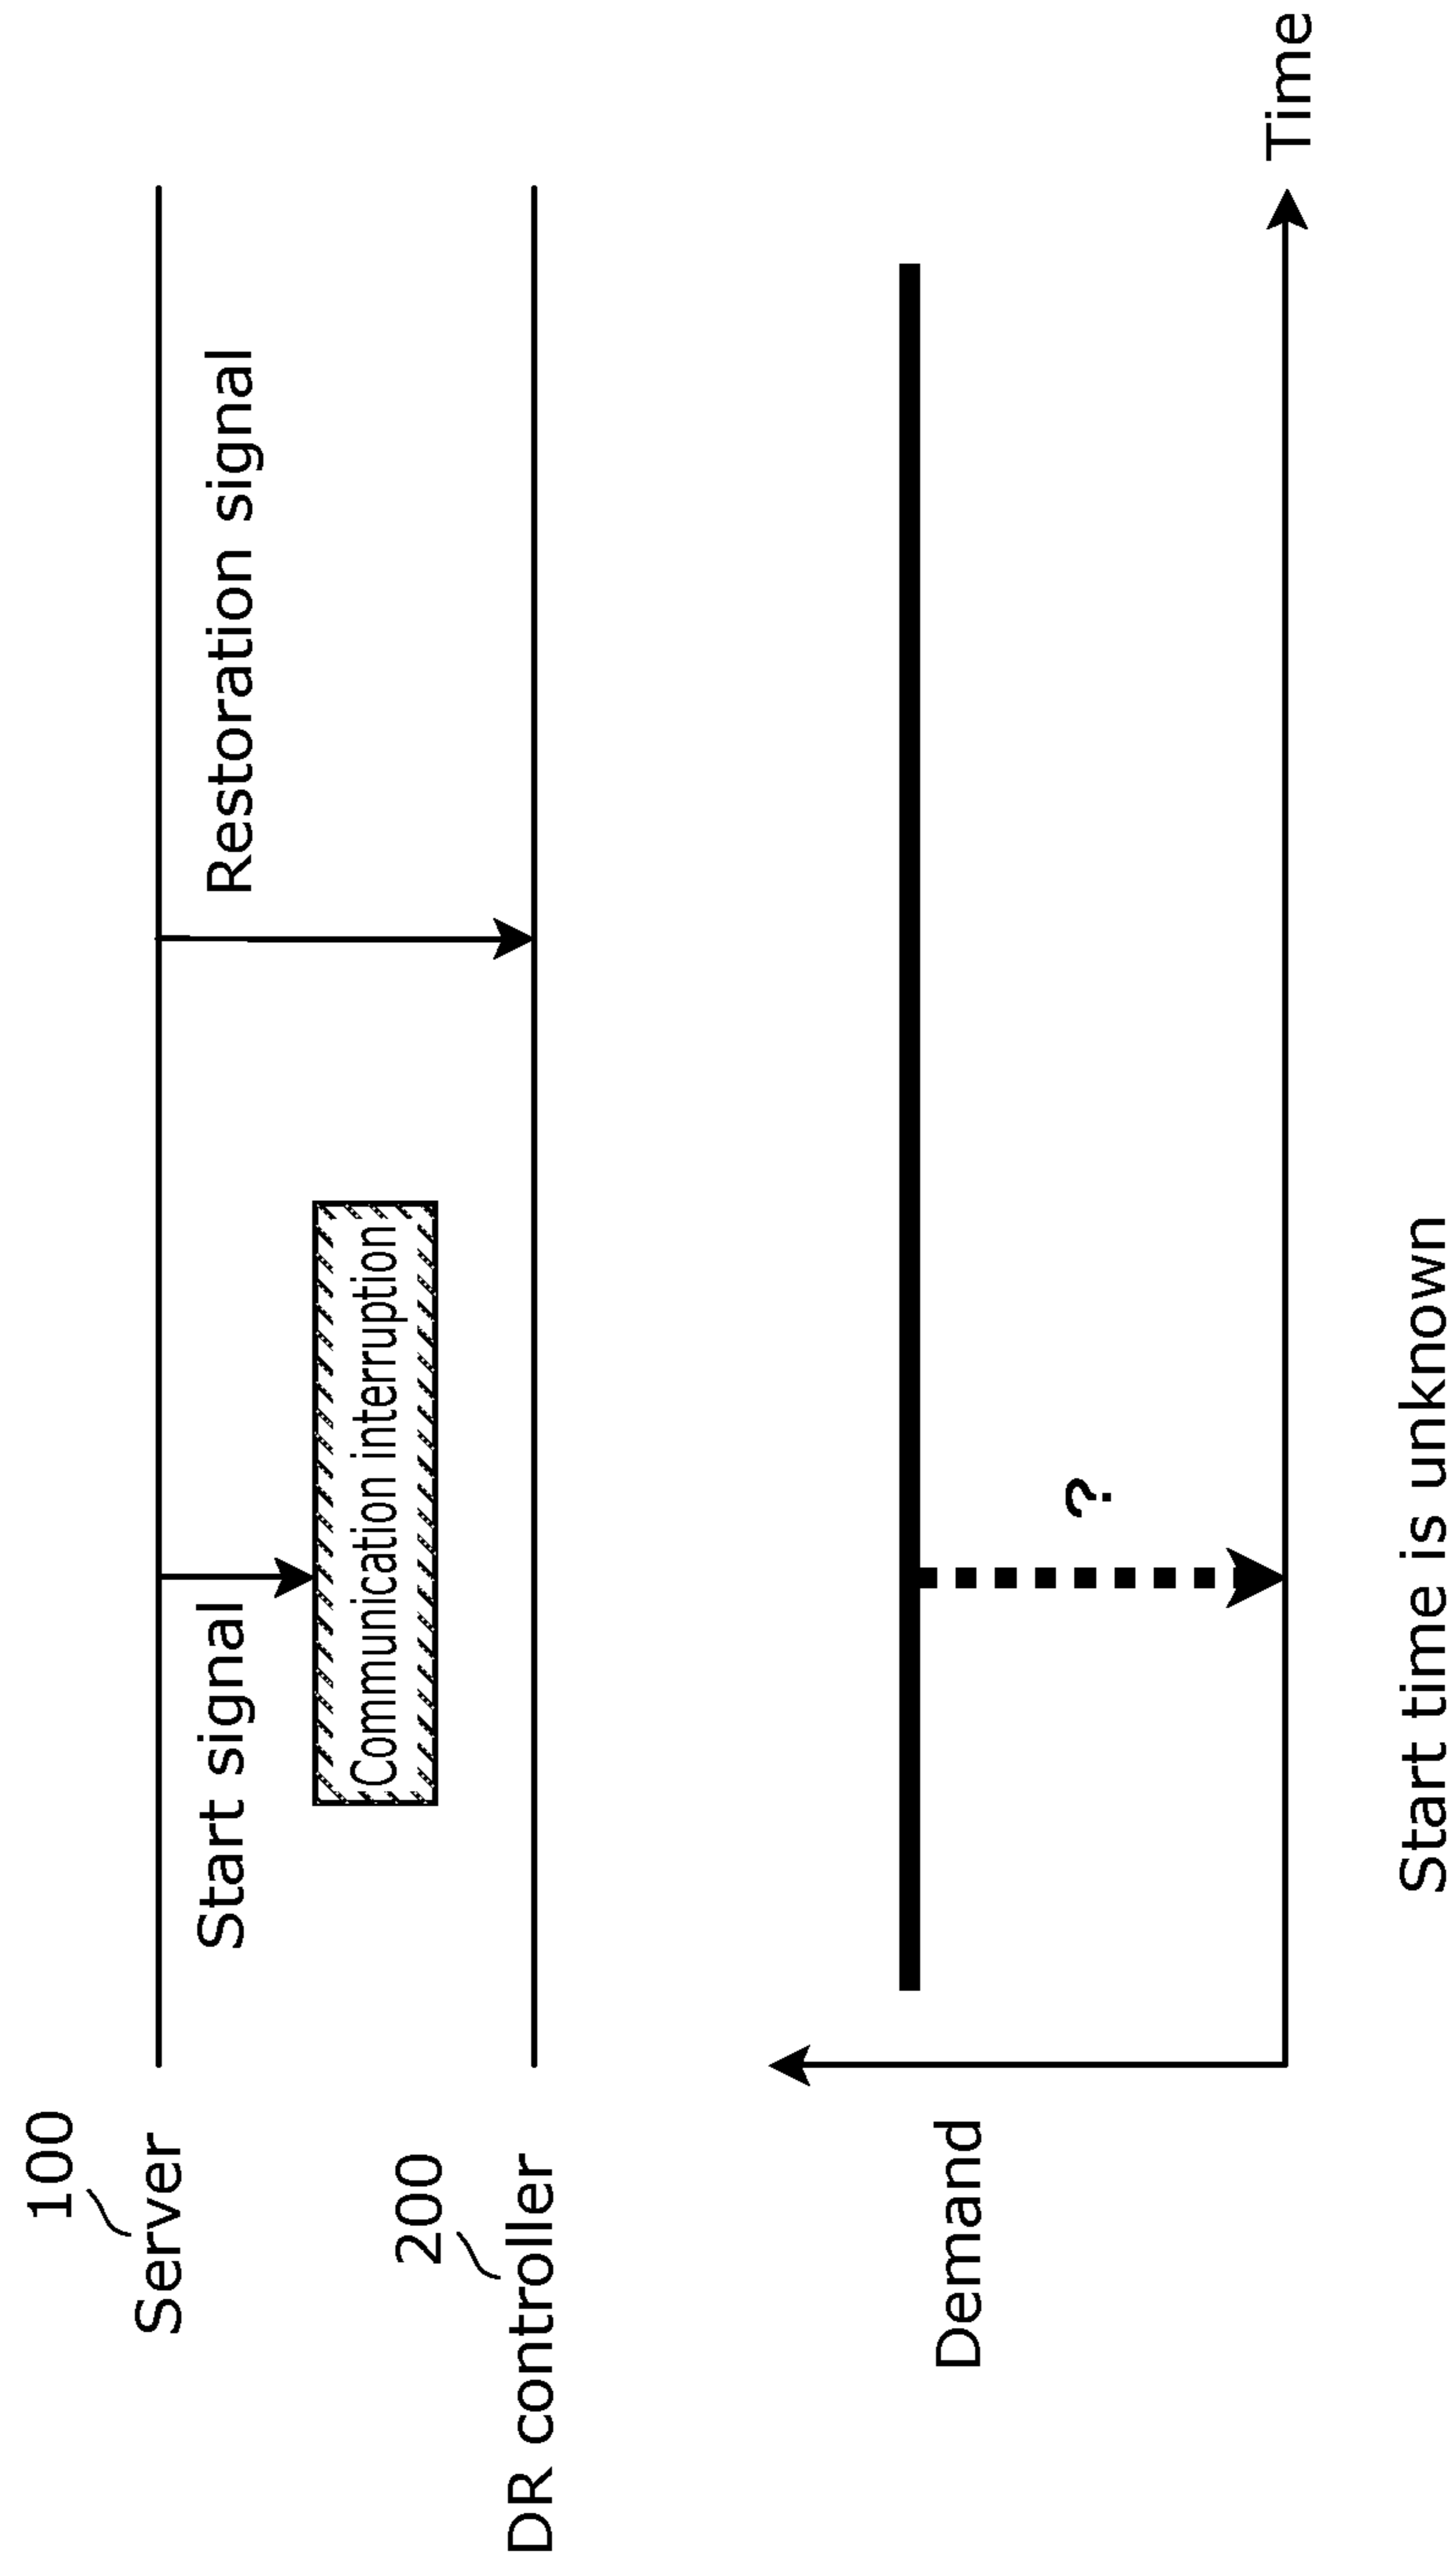 100
Server
Start signal
Restoration signal
Communication interruption
200
DR controller
Demand
?
Time
Start time is unknown